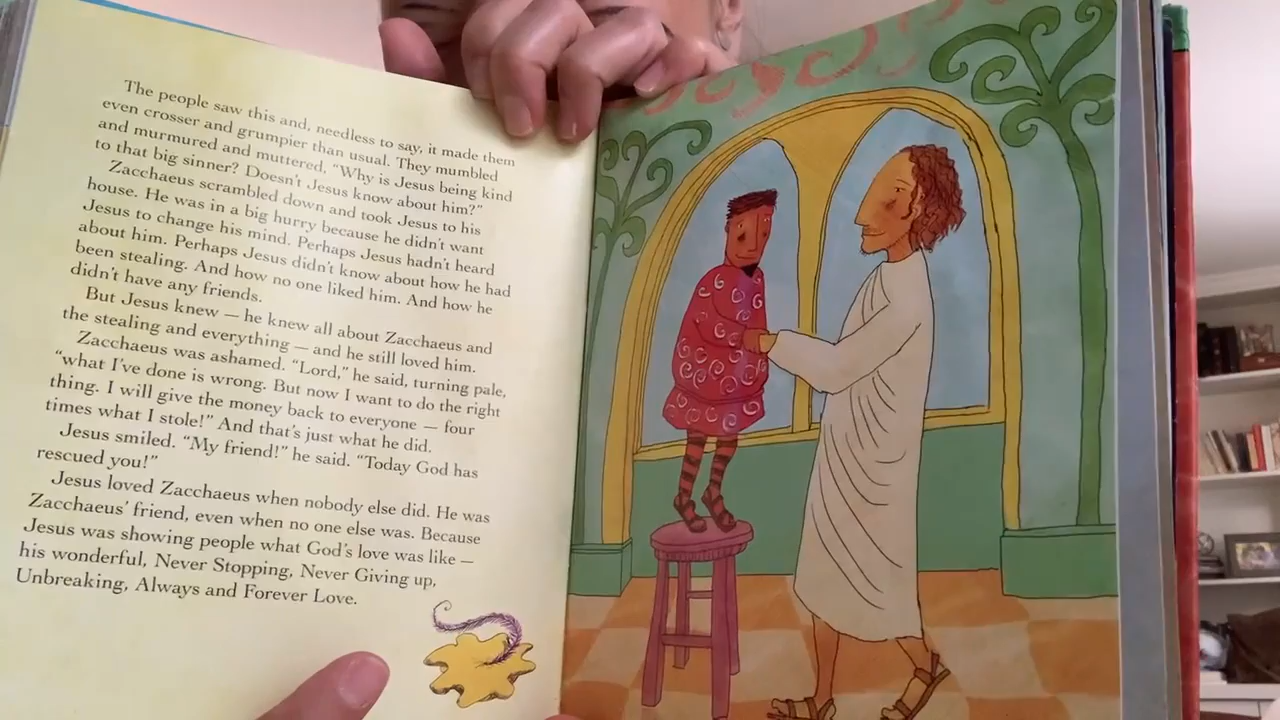 The people saw this and, needless to say, it made them
even crosser and grumpier than usual. They mumbled
and murmured and muttered, “Why is Jesus being kind
to that big sinner? Doesn’t Jesus know about him?”
Zacchaeus scrambled down and took Jesus to his
house. He was in a big hurry because he didn’t want
Jesus to change his mind. Perhaps Jesus hadn’t heard
about him. Perhaps Jesus didn’t know about how he had
been stealing. And how no one liked him. And how he
didn’t have any friends.
But Jesus knew — he knew all about Zacchaeus and
the stealing and everything — and he still loved him.
Zacchaeus was ashamed. “Lord,” he said, turning pale,
“what I’ve done is wrong. But now I want to do the right
thing. I will give the money back to everyone — four
times what I stole!” And that’s just what he did.
Jesus smiled. “My friend!” he said. “Today God has
rescued you!”
Jesus loved Zacchaeus when nobody else did. He was
Zacchaeus’ friend, even when no one else was. Because
Jesus was showing people what God’s love was like —
his wonderful, Never Stopping, Never Giving up,
Unbreaking, Always and Forever Love.